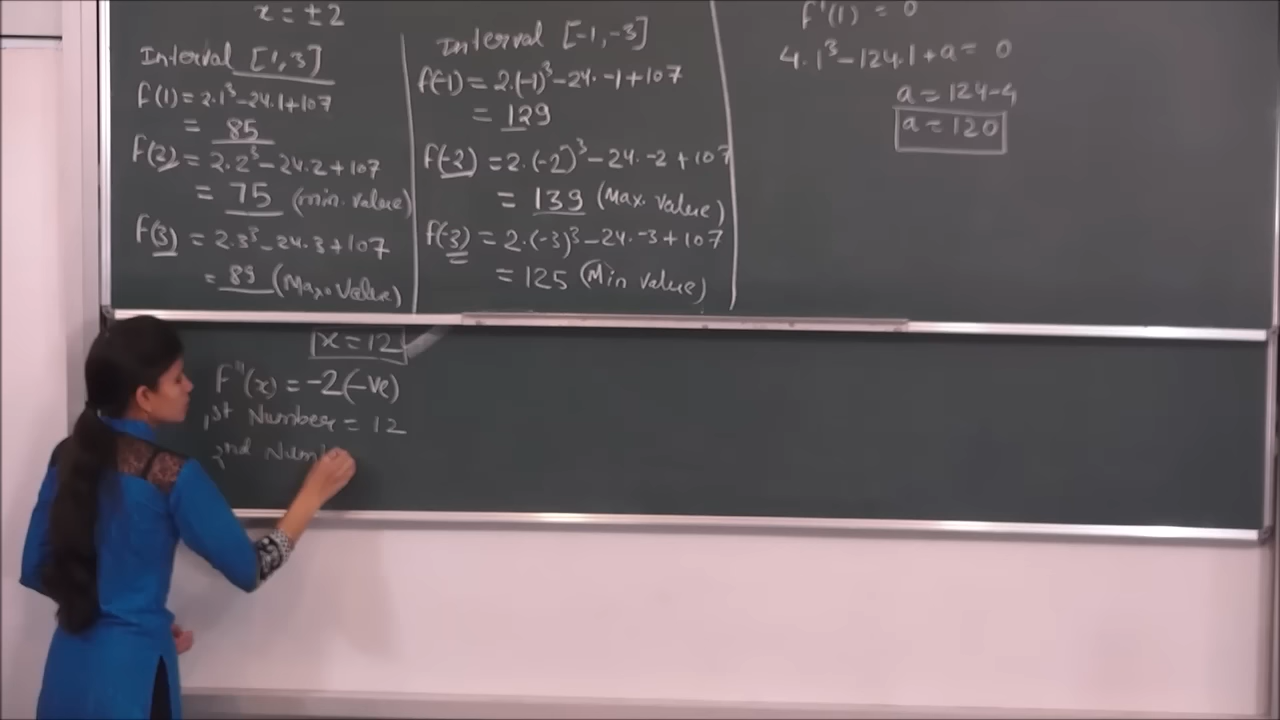 x = ±2
Interval [1,3]
f(1) = 2.1³-24.1+107
= 85
f(2) = 2.2³-24.2+107
= 75 (min. value)
f(3) = 2.3³-24.3+107
= 89 (Max. Value)
Interval [-1,-3]
f(-1) = 2.(-1)³-24.-1+107
= 129
f(-2) = 2.(-2)³-24.-2+107
= 139 (Max. Value)
f(-3) = 2.(-3)³-24.-3+107
= 125 (Min value)
f'(1) = 0
4.1³-124.1+a = 0
a = 124-4
a = 120
x = 12
F"(x) = -2(-ve)
1st Number = 12
2nd Num